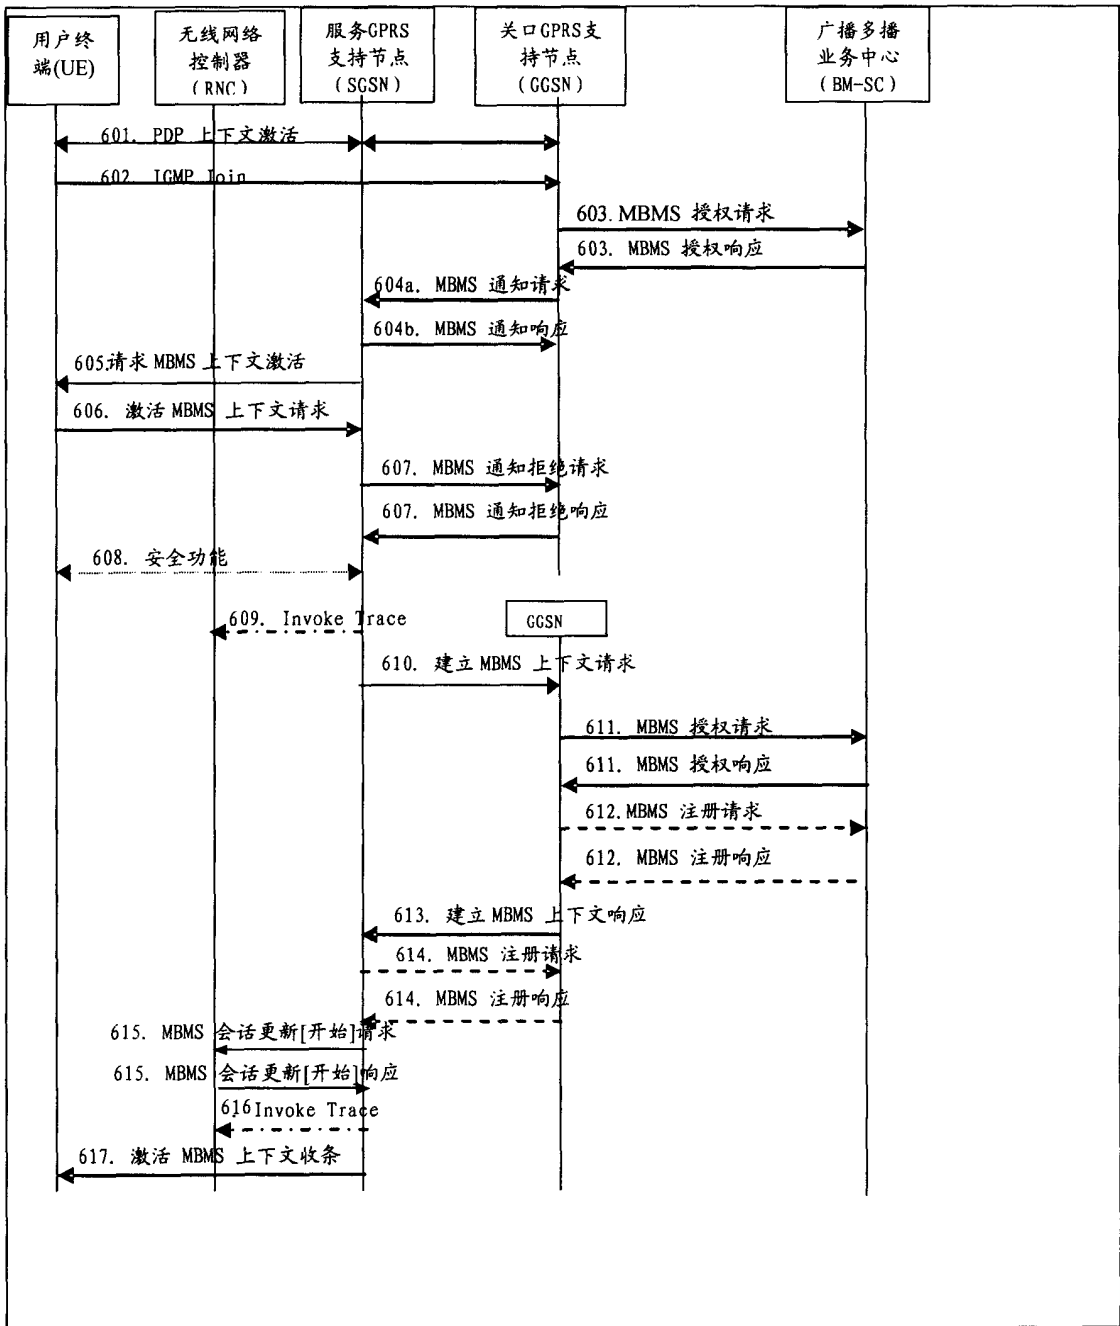 用户终
端(UE)
无线网络
控制器
(RNC)
服务GPRS
支持节点
(SGSN)
关口GPRS支
持节点
(GGSN)
广播多播
业务中心
(BM-SC)
601. PDP 上下文激活
602. IGMP Join
603.MBMS 授权请求
603. MBMS 授权响应
604a. MBMS 通知请求
604b. MBMS 通知响应
605.请求 MBMS 上下文激活
606. 激活 MBMS 上下文请求
607. MBMS 通知拒绝请求
607. MBMS 通知拒绝响应
608. 安全功能
609. Invoke Trace
GGSN
610. 建立 MBMS 上下文请求
611. MBMS 授权请求
611. MBMS 授权响应
612.MBMS 注册请求
612. MBMS 注册响应
613. 建立 MBMS 上下文响应
614. MBMS 注册请求
614. MBMS 注册响应
615. MBMS 会话更新[开始]请求
615. MBMS 会话更新[开始]响应
616 Invoke Trace
617. 激活 MBMS 上下文收条